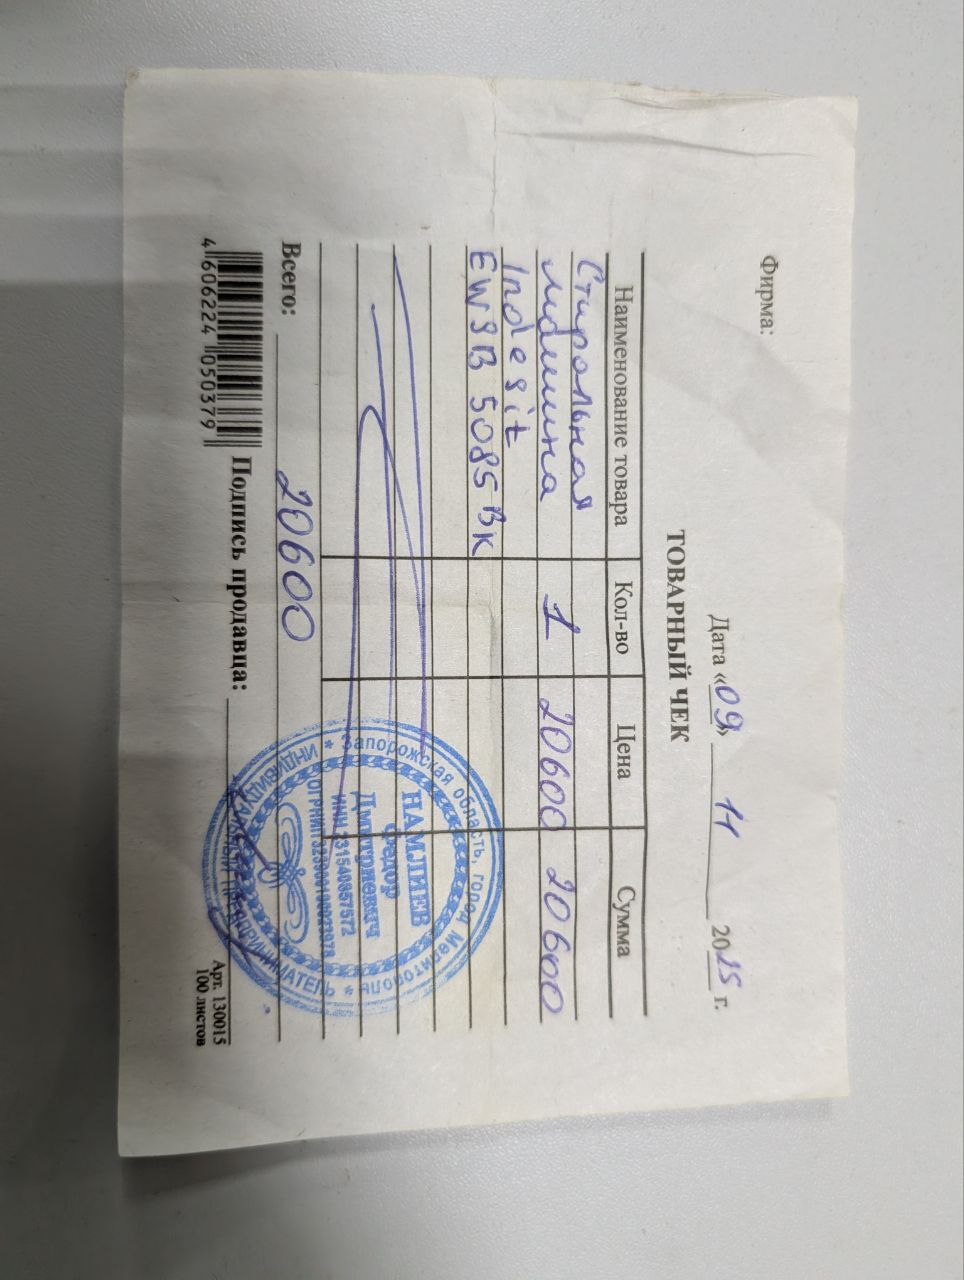 Фирма:
Дата «09» 11 2025 г.
ТОВАРНЫЙ ЧЕК
Наименование товара Кол-во Цена Сумма
Стиральная
машина 1 20600 20600
Indesit
EWSB 5085 BK
Всего: 20600
Подпись продавца:
4 606224 050379
Арт. 130015
100 листов
Запорожская область, город Мелитополь
ИНДИВИДУАЛЬНЫЙ ПРЕДПРИНИМАТЕЛЬ
НАМЛИЕВ
Федор
Дмитриевич
ИНН
ОГРНИП